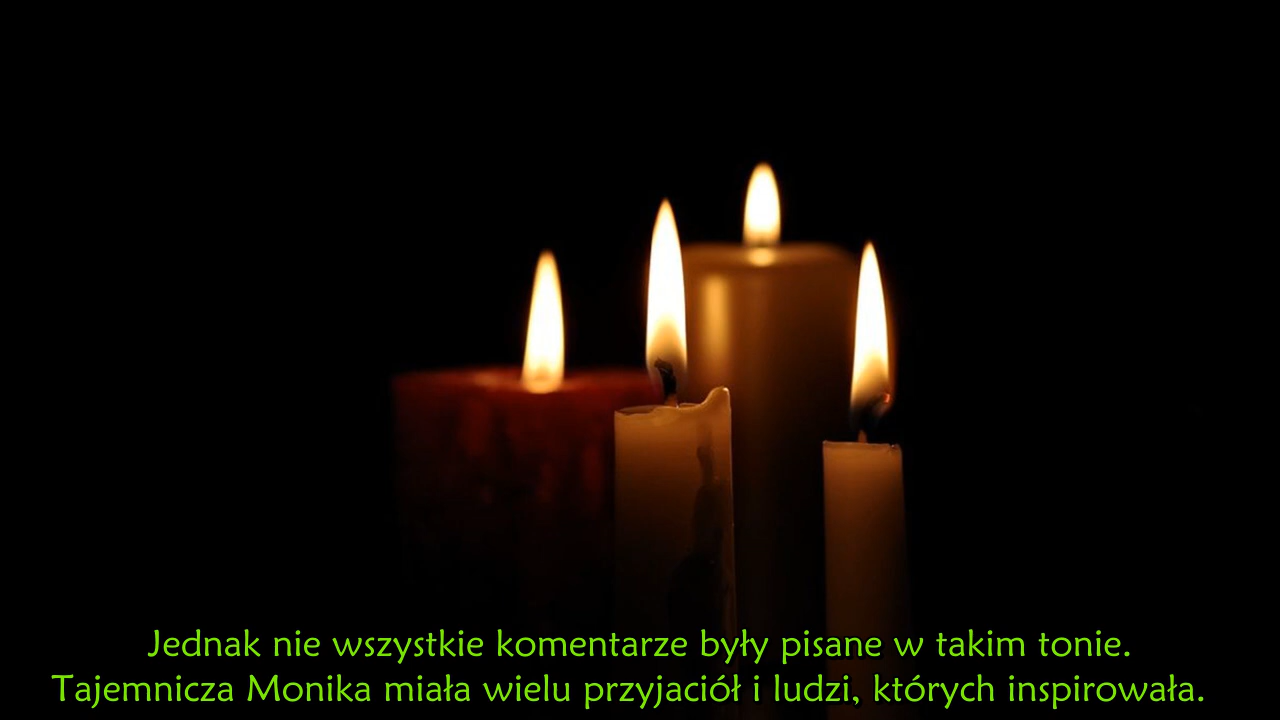 Jednak nie wszystkie komentarze były pisane w takim tonie.
Tajemnicza Monika miała wielu przyjaciół i ludzi, których inspirowała.